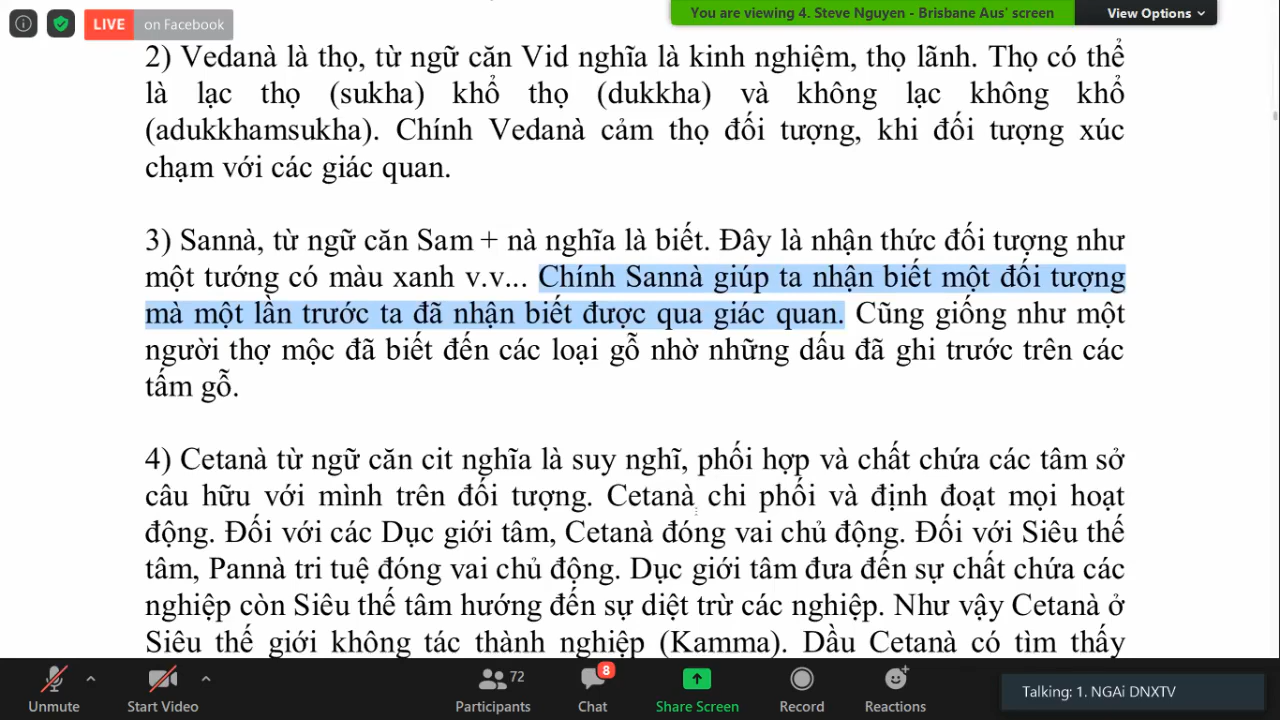 LIVE on Facebook
You are viewing 4. Steve Nguyen - Brisbane Aus' screen
View Options
2) Vedanà là thọ, từ ngữ căn Vid nghĩa là kinh nghiệm, thọ lãnh. Thọ có thể
là lạc thọ (sukha) khổ thọ (dukkha) và không lạc không khổ
(adukkhamsukha). Chính Vedanà cảm thọ đối tượng, khi đối tượng xúc
chạm với các giác quan.
3) Sannà, từ ngữ căn Sam + nà nghĩa là biết. Đây là nhận thức đối tượng như
một tướng có màu xanh v.v... Chính Sannà giúp ta nhận biết một đối tượng
mà một lần trước ta đã nhận biết được qua giác quan. Cũng giống như một
người thợ mộc đã biết đến các loại gỗ nhờ những dấu đã ghi trước trên các
tấm gỗ.
4) Cetanà từ ngữ căn cit nghĩa là suy nghĩ, phối hợp và chất chứa các tâm sở
câu hữu với mình trên đối tượng. Cetanà chi phối và định đoạt mọi hoạt
động. Đối với các Dục giới tâm, Cetanà đóng vai chủ động. Đối với Siêu thế
tâm, Pannà tri tuệ đóng vai chủ động. Dục giới tâm đưa đến sự chất chứa các
nghiệp còn Siêu thế tâm hướng đến sự diệt trừ các nghiệp. Như vậy Cetanà ở
Siêu thế giới không tác thành nghiệp (Kamma). Dầu Cetanà có tìm thấy
Unmute
Start Video
Participants 72
Chat 8
Share Screen
Record
Reactions
Talking: 1. NGAi DNXTV